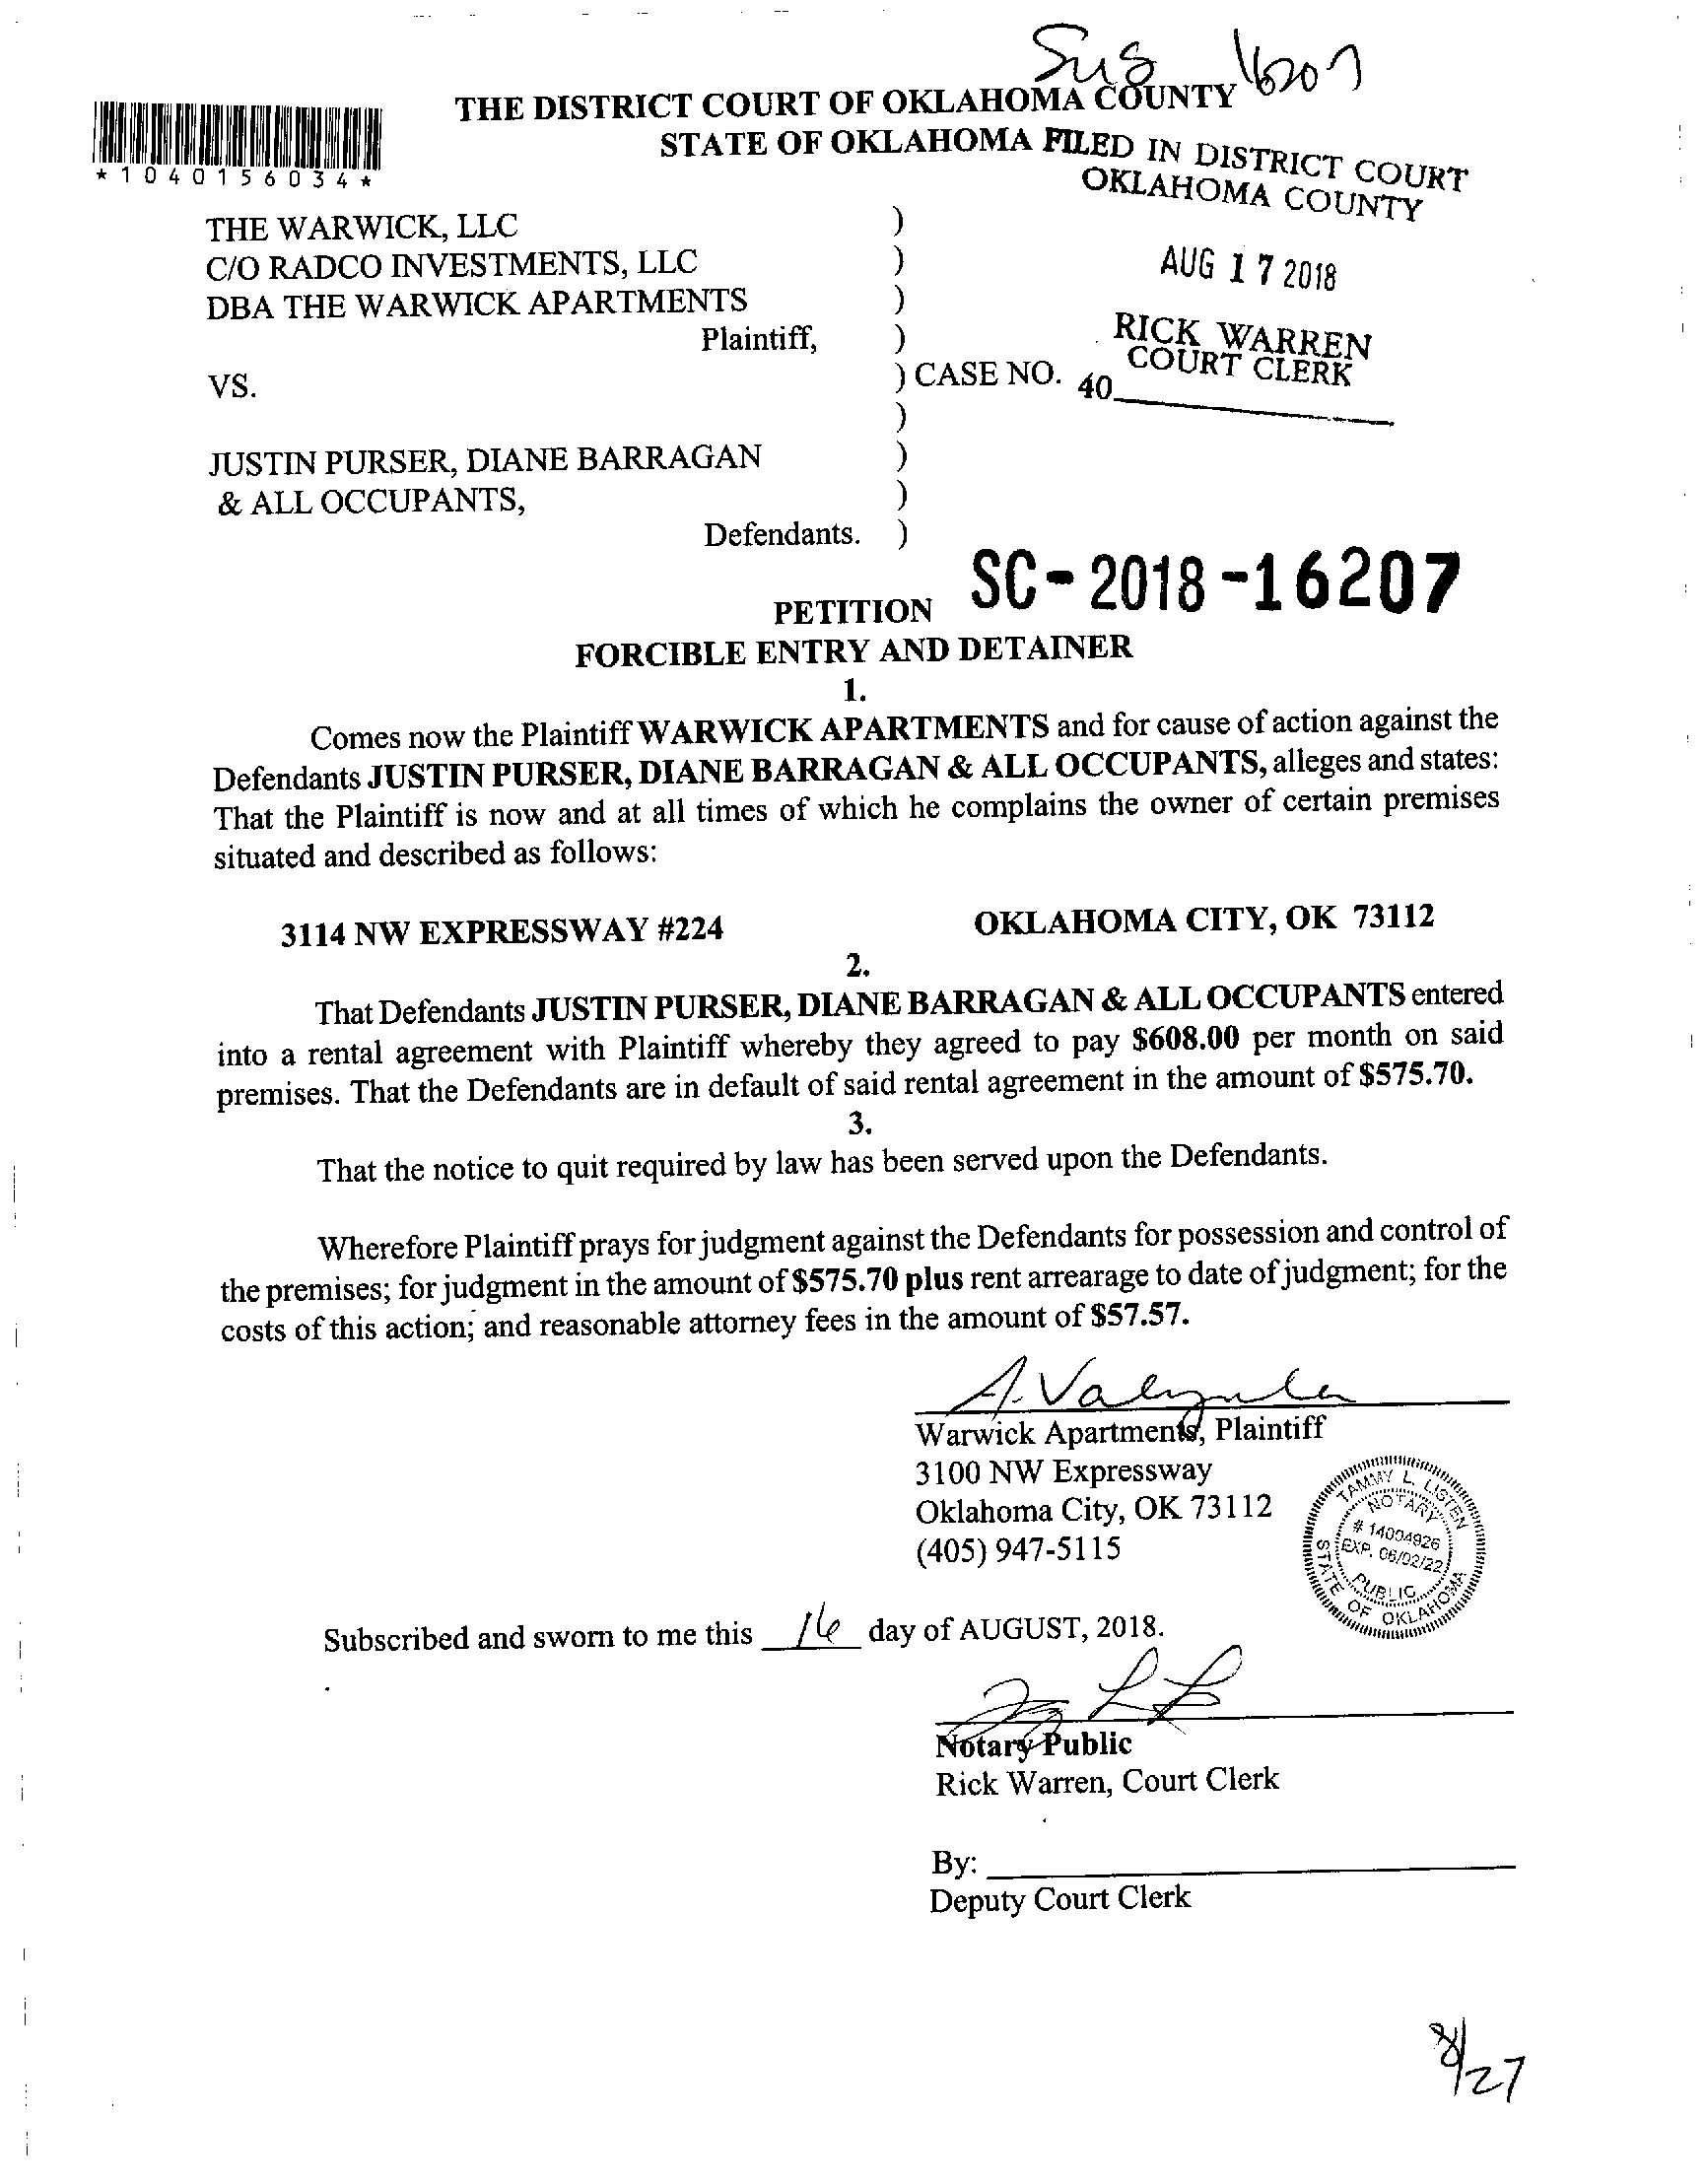 16207
THE DISTRICT COURT OF OKLAHOMA COUNTY
STATE OF OKLAHOMA
FILED IN DISTRICT COURT
OKLAHOMA COUNTY
*1040156034*
THE WARWICK, LLC )
C/O RADCO INVESTMENTS, LLC )
DBA THE WARWICK APARTMENTS )
AUG 17 2018
Plaintiff, )
RICK WARREN
COURT CLERK
VS. ) CASE NO. 40
)
JUSTIN PURSER, DIANE BARRAGAN )
& ALL OCCUPANTS, )
Defendants. )
SC-2018-16207
PETITION
FORCIBLE ENTRY AND DETAINER
1.
Comes now the Plaintiff WARWICK APARTMENTS and for cause of action against the
Defendants JUSTIN PURSER, DIANE BARRAGAN & ALL OCCUPANTS, alleges and states:
That the Plaintiff is now and at all times of which he complains the owner of certain premises
situated and described as follows:
3114 NW EXPRESSWAY #224 OKLAHOMA CITY, OK 73112
2.
That Defendants JUSTIN PURSER, DIANE BARRAGAN & ALL OCCUPANTS entered
into a rental agreement with Plaintiff whereby they agreed to pay $608.00 per month on said
premises. That the Defendants are in default of said rental agreement in the amount of $575.70.
3.
That the notice to quit required by law has been served upon the Defendants.
Wherefore Plaintiff prays for judgment against the Defendants for possession and control of
the premises; for judgment in the amount of $575.70 plus rent arrearage to date of judgment; for the
costs of this action; and reasonable attorney fees in the amount of $57.57.
Warwick Apartments, Plaintiff
3100 NW Expressway
Oklahoma City, OK 73112
(405) 947-5115
TAMMY L. LISTEN
NOTARY
# 14004926
EXP. 06/02/22
PUBLIC
STATE OF OKLAHOMA
Subscribed and sworn to me this 16 day of AUGUST, 2018.
Notary Public
Rick Warren, Court Clerk
By:
Deputy Court Clerk
8/27